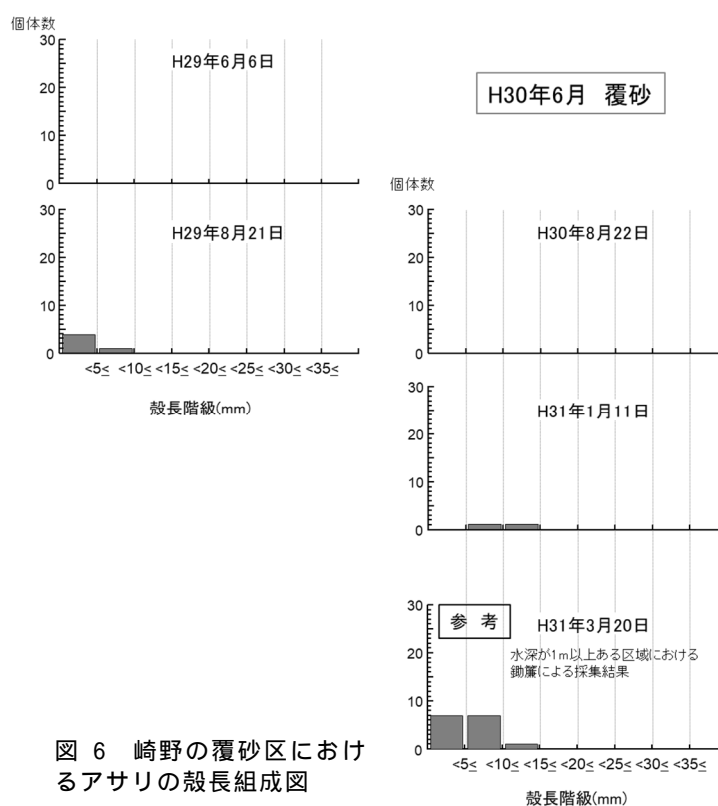 個体数
30
H29年6月6日
20
10
0
30
H29年8月21日
20
10
0
<5≤ <10≤ <15≤ <20≤ <25≤ <30≤ <35≤
殻長階級(mm)
H30年6月 覆砂
個体数
30
H30年8月22日
20
10
0
30
H31年1月11日
20
10
0
30
参 考
H31年3月20日
水深が1m以上ある区域における
鋤簾による採集結果
20
10
0
<5≤ <10≤ <15≤ <20≤ <25≤ <30≤ <35≤
殻長階級(mm)
図 6 崎野の覆砂区におけ
るアサリの殻長組成図